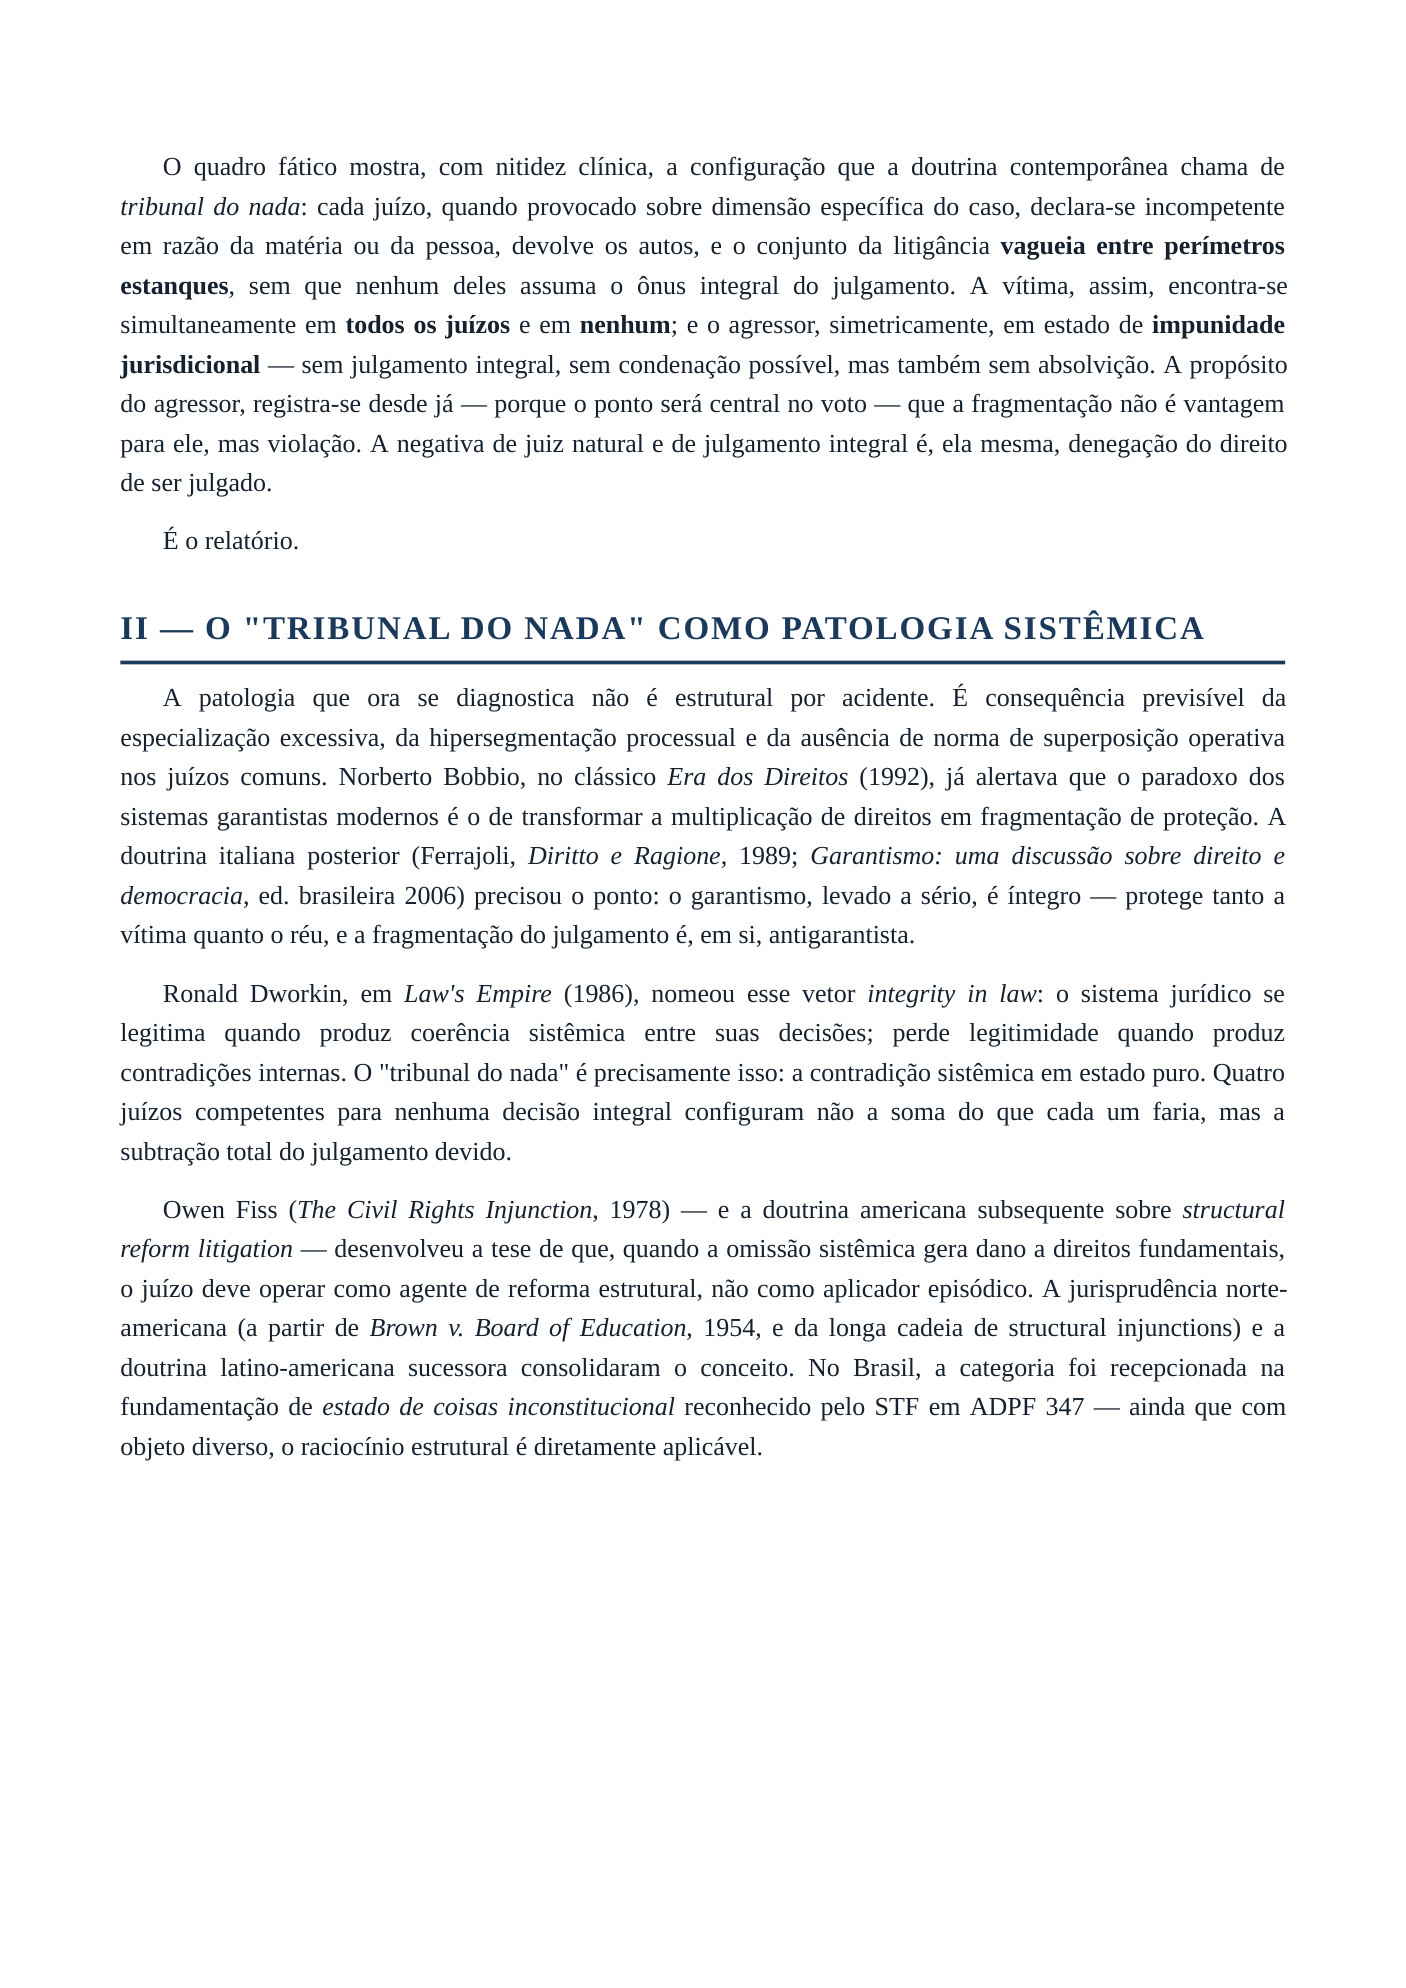 O quadro fático mostra, com nitidez clínica, a configuração que a doutrina contemporânea chama de
tribunal do nada: cada juízo, quando provocado sobre dimensão específica do caso, declara-se incompetente
em razão da matéria ou da pessoa, devolve os autos, e o conjunto da litigância vagueia entre perímetros
estanques, sem que nenhum deles assuma o ônus integral do julgamento. A vítima, assim, encontra-se
simultaneamente em todos os juízos e em nenhum; e o agressor, simetricamente, em estado de impunidade
jurisdicional — sem julgamento integral, sem condenação possível, mas também sem absolvição. A propósito
do agressor, registra-se desde já — porque o ponto será central no voto — que a fragmentação não é vantagem
para ele, mas violação. A negativa de juiz natural e de julgamento integral é, ela mesma, denegação do direito
de ser julgado.
É o relatório.
II — O "TRIBUNAL DO NADA" COMO PATOLOGIA SISTÊMICA
A patologia que ora se diagnostica não é estrutural por acidente. É consequência previsível da
especialização excessiva, da hipersegmentação processual e da ausência de norma de superposição operativa
nos juízos comuns. Norberto Bobbio, no clássico Era dos Direitos (1992), já alertava que o paradoxo dos
sistemas garantistas modernos é o de transformar a multiplicação de direitos em fragmentação de proteção. A
doutrina italiana posterior (Ferrajoli, Diritto e Ragione, 1989; Garantismo: uma discussão sobre direito e
democracia, ed. brasileira 2006) precisou o ponto: o garantismo, levado a sério, é íntegro — protege tanto a
vítima quanto o réu, e a fragmentação do julgamento é, em si, antigarantista.
Ronald Dworkin, em Law's Empire (1986), nomeou esse vetor integrity in law: o sistema jurídico se
legitima quando produz coerência sistêmica entre suas decisões; perde legitimidade quando produz
contradições internas. O "tribunal do nada" é precisamente isso: a contradição sistêmica em estado puro. Quatro
juízos competentes para nenhuma decisão integral configuram não a soma do que cada um faria, mas a
subtração total do julgamento devido.
Owen Fiss (The Civil Rights Injunction, 1978) — e a doutrina americana subsequente sobre structural
reform litigation — desenvolveu a tese de que, quando a omissão sistêmica gera dano a direitos fundamentais,
o juízo deve operar como agente de reforma estrutural, não como aplicador episódico. A jurisprudência norte-
americana (a partir de Brown v. Board of Education, 1954, e da longa cadeia de structural injunctions) e a
doutrina latino-americana sucessora consolidaram o conceito. No Brasil, a categoria foi recepcionada na
fundamentação de estado de coisas inconstitucional reconhecido pelo STF em ADPF 347 — ainda que com
objeto diverso, o raciocínio estrutural é diretamente aplicável.